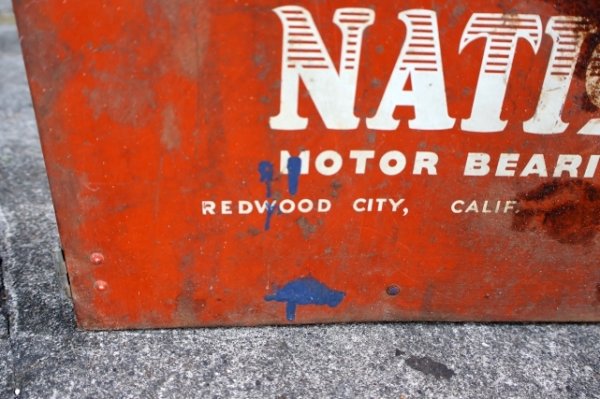 NATI
MOTOR BEARI
REDWOOD CITY, CALIF.